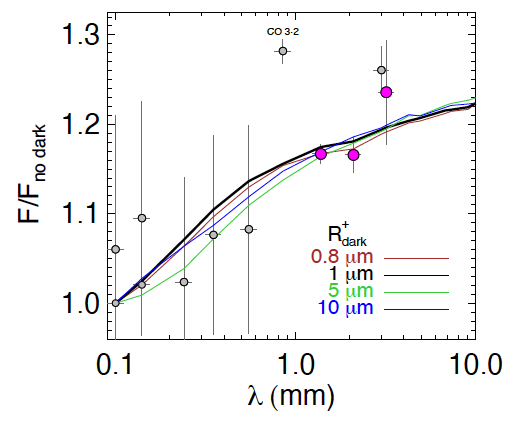 CO 3-2
1.3
1.2
1.1
1.0
F/F no dark
R+dark
0.8 μm
1 μm
5 μm
10 μm
0.1 1.0 10.0
λ (mm)